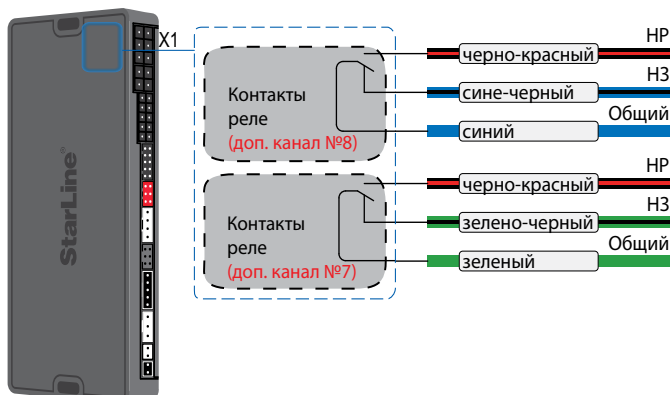 X1
StarLine®
Контакты
реле
(доп. канал №8)
черно-красный
НР
сине-черный
НЗ
синий
Общий
Контакты
реле
(доп. канал №7)
черно-красный
НР
зелено-черный
НЗ
зеленый
Общий